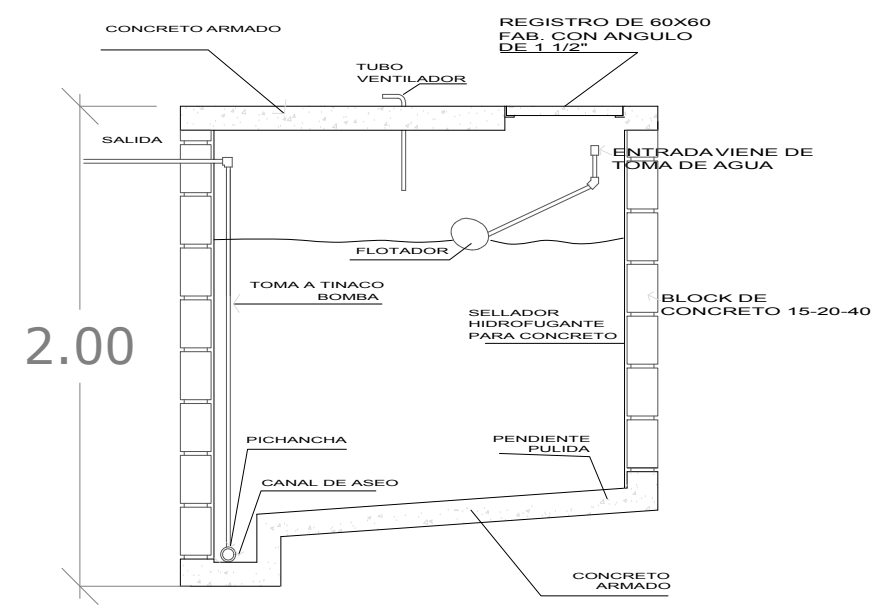 CONCRETO ARMADO
REGISTRO DE 60X60
FAB. CON ANGULO
DE 1 1/2"
TUBO
VENTILADOR
SALIDA
ENTRADA VIENE DE
TOMA DE AGUA
FLOTADOR
TOMA A TINACO
BOMBA
BLOCK DE
CONCRETO 15-20-40
SELLADOR
HIDROFUGANTE
PARA CONCRETO
2.00
PICHANCHA
PENDIENTE
PULIDA
CANAL DE ASEO
CONCRETO
ARMADO